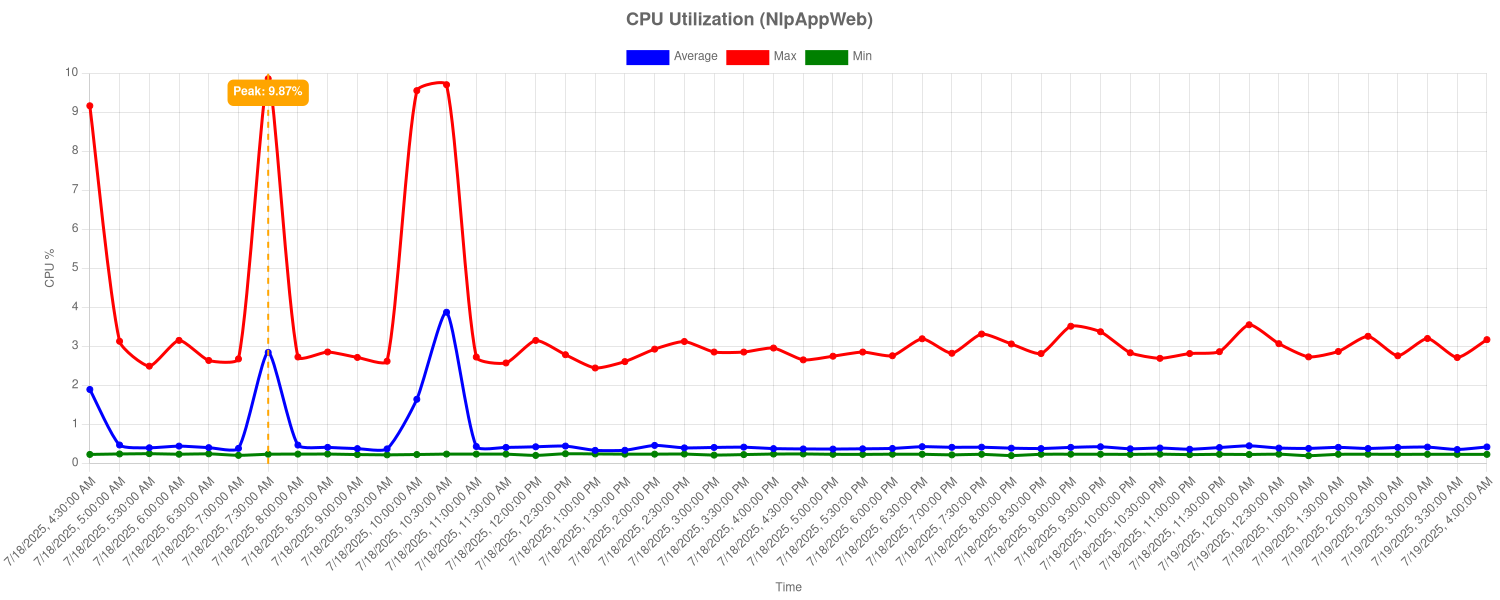 CPU Utilization (NlpAppWeb)
Average Max Min
10
Peak: 9.87%
9
8
7
6
5
CPU %
4
3
2
1
0
7/18/2025, 4:30:00 AM
7/18/2025, 5:00:00 AM
7/18/2025, 5:30:00 AM
7/18/2025, 6:00:00 AM
7/18/2025, 6:30:00 AM
7/18/2025, 7:00:00 AM
7/18/2025, 7:30:00 AM
7/18/2025, 8:00:00 AM
7/18/2025, 8:30:00 AM
7/18/2025, 9:00:00 AM
7/18/2025, 9:30:00 AM
7/18/2025, 10:00:00 AM
7/18/2025, 10:30:00 AM
7/18/2025, 11:00:00 AM
7/18/2025, 11:30:00 AM
7/18/2025, 12:00:00 PM
7/18/2025, 12:30:00 PM
7/18/2025, 1:00:00 PM
7/18/2025, 1:30:00 PM
7/18/2025, 2:00:00 PM
7/18/2025, 2:30:00 PM
7/18/2025, 3:00:00 PM
7/18/2025, 3:30:00 PM
7/18/2025, 4:00:00 PM
7/18/2025, 4:30:00 PM
7/18/2025, 5:00:00 PM
7/18/2025, 5:30:00 PM
7/18/2025, 6:00:00 PM
7/18/2025, 6:30:00 PM
7/18/2025, 7:00:00 PM
7/18/2025, 7:30:00 PM
7/18/2025, 8:00:00 PM
7/18/2025, 8:30:00 PM
7/18/2025, 9:00:00 PM
7/18/2025, 9:30:00 PM
7/18/2025, 10:00:00 PM
7/18/2025, 10:30:00 PM
7/18/2025, 11:00:00 PM
7/18/2025, 11:30:00 PM
7/19/2025, 12:00:00 AM
7/19/2025, 12:30:00 AM
7/19/2025, 1:00:00 AM
7/19/2025, 1:30:00 AM
7/19/2025, 2:00:00 AM
7/19/2025, 2:30:00 AM
7/19/2025, 3:00:00 AM
7/19/2025, 3:30:00 AM
7/19/2025, 4:00:00 AM
Time